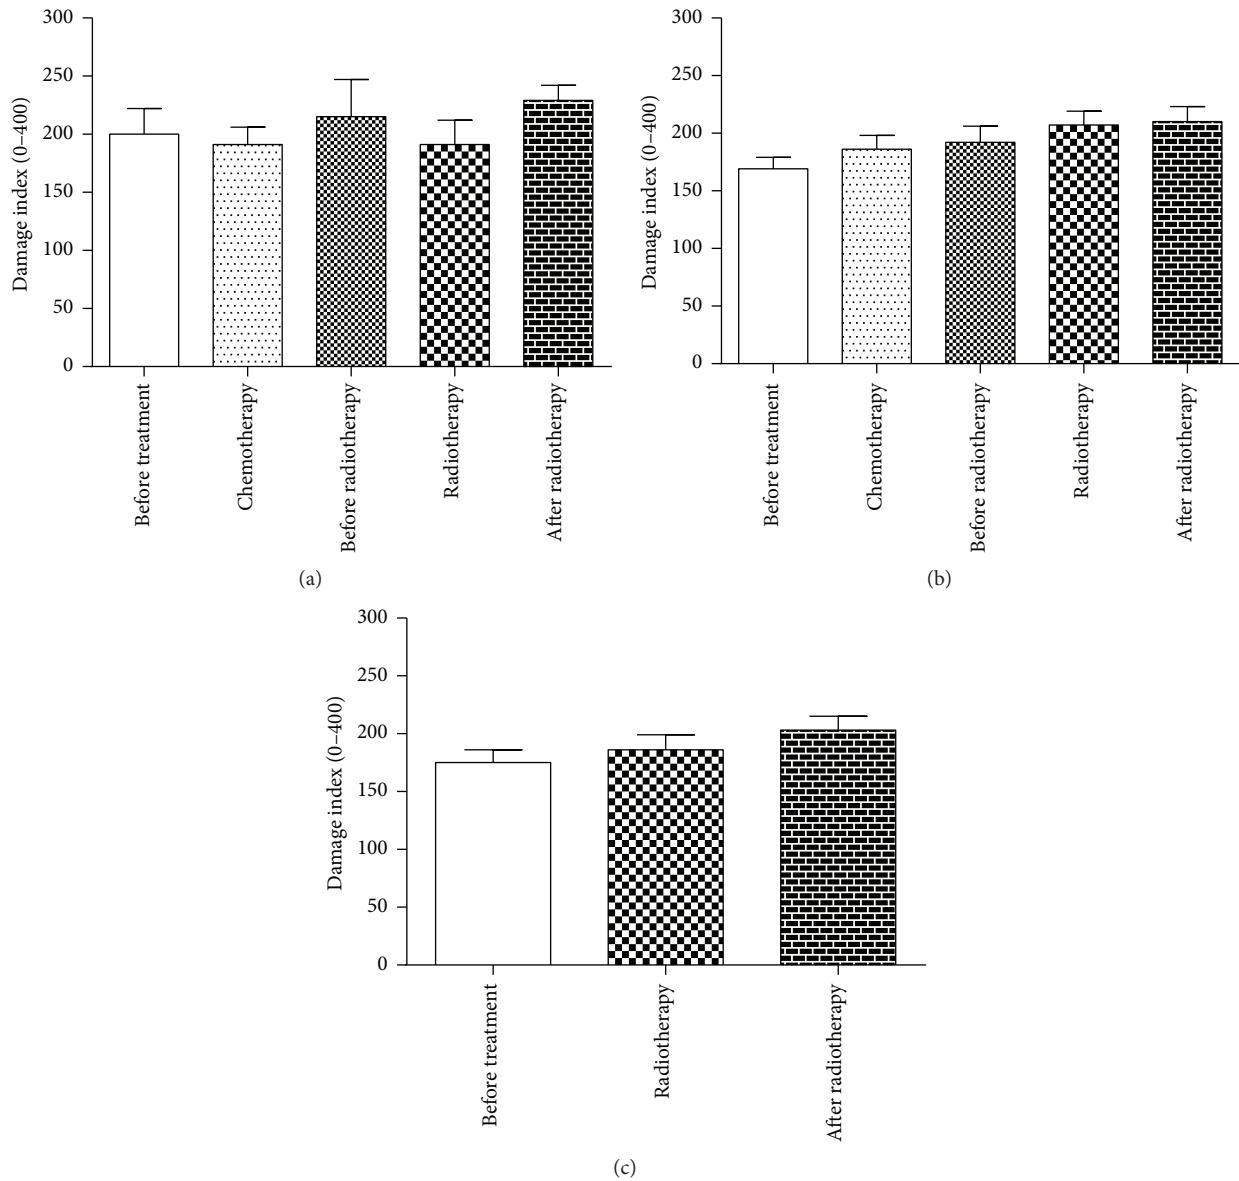 300
250
200
150
100
50
0
Damage index (0–400)
Before treatment
Chemotherapy
Before radiotherapy
Radiotherapy
After radiotherapy
(a)
300
250
200
150
100
50
0
Damage index (0–400)
Before treatment
Chemotherapy
Before radiotherapy
Radiotherapy
After radiotherapy
(b)
300
250
200
150
100
50
0
Damage index (0–400)
Before treatment
Radiotherapy
After radiotherapy
(c)